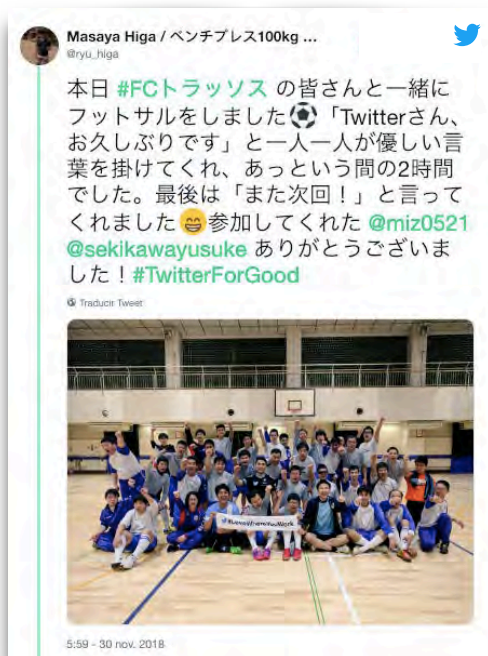 Masaya Higa / ベンチプレス100kg ...
@ryu_higa
本日 #FCトラッソス の皆さんと一緒に
フットサルをしました⚽「Twitterさん、
お久しぶりです」と一人一人が優しい言
葉を掛けてくれ、あっという間の2時間
でした。最後は「また次回！」と言って
くれました😁参加してくれた @miz0521
@sekikawayusuke ありがとうございま
した！#TwitterForGood
Traducir Tweet
#LoveWhereYouWork
5:59 - 30 nov. 2018